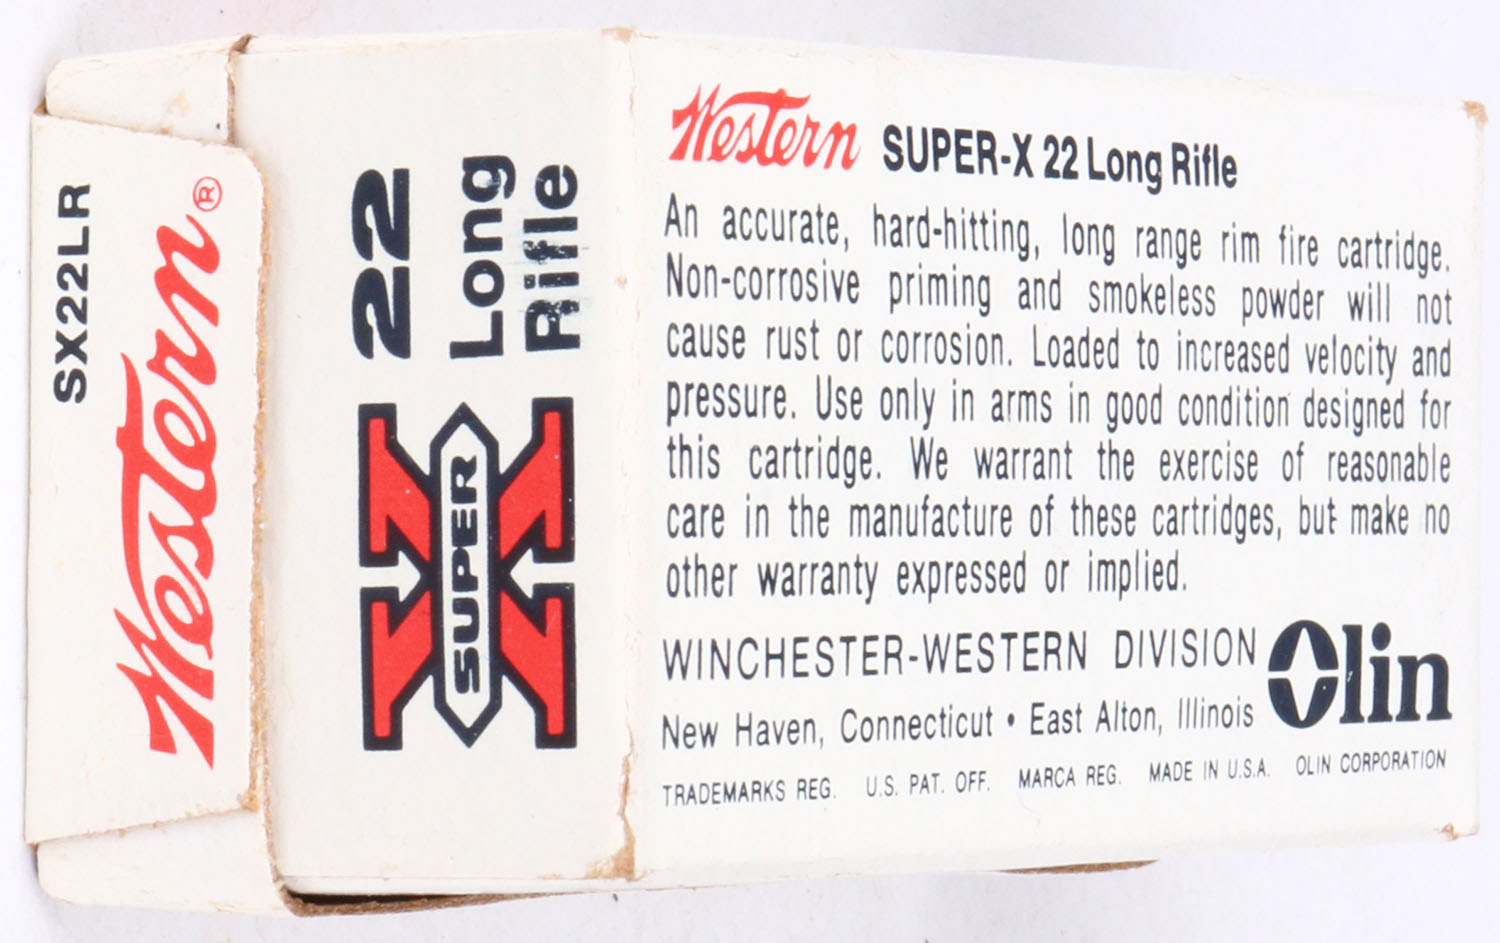 SX22LR
Western®
22
Long
Rifle
SUPER X
Western SUPER-X 22 Long Rifle
An accurate, hard-hitting, long range rim fire cartridge.
Non-corrosive priming and smokeless powder will not
cause rust or corrosion. Loaded to increased velocity and
pressure. Use only in arms in good condition designed for
this cartridge. We warrant the exercise of reasonable
care in the manufacture of these cartridges, but make no
other warranty expressed or implied.
WINCHESTER-WESTERN DIVISION
New Haven, Connecticut • East Alton, Illinois
Olin
TRADEMARKS REG. U.S. PAT. OFF. MARCA REG. MADE IN U.S.A. OLIN CORPORATION